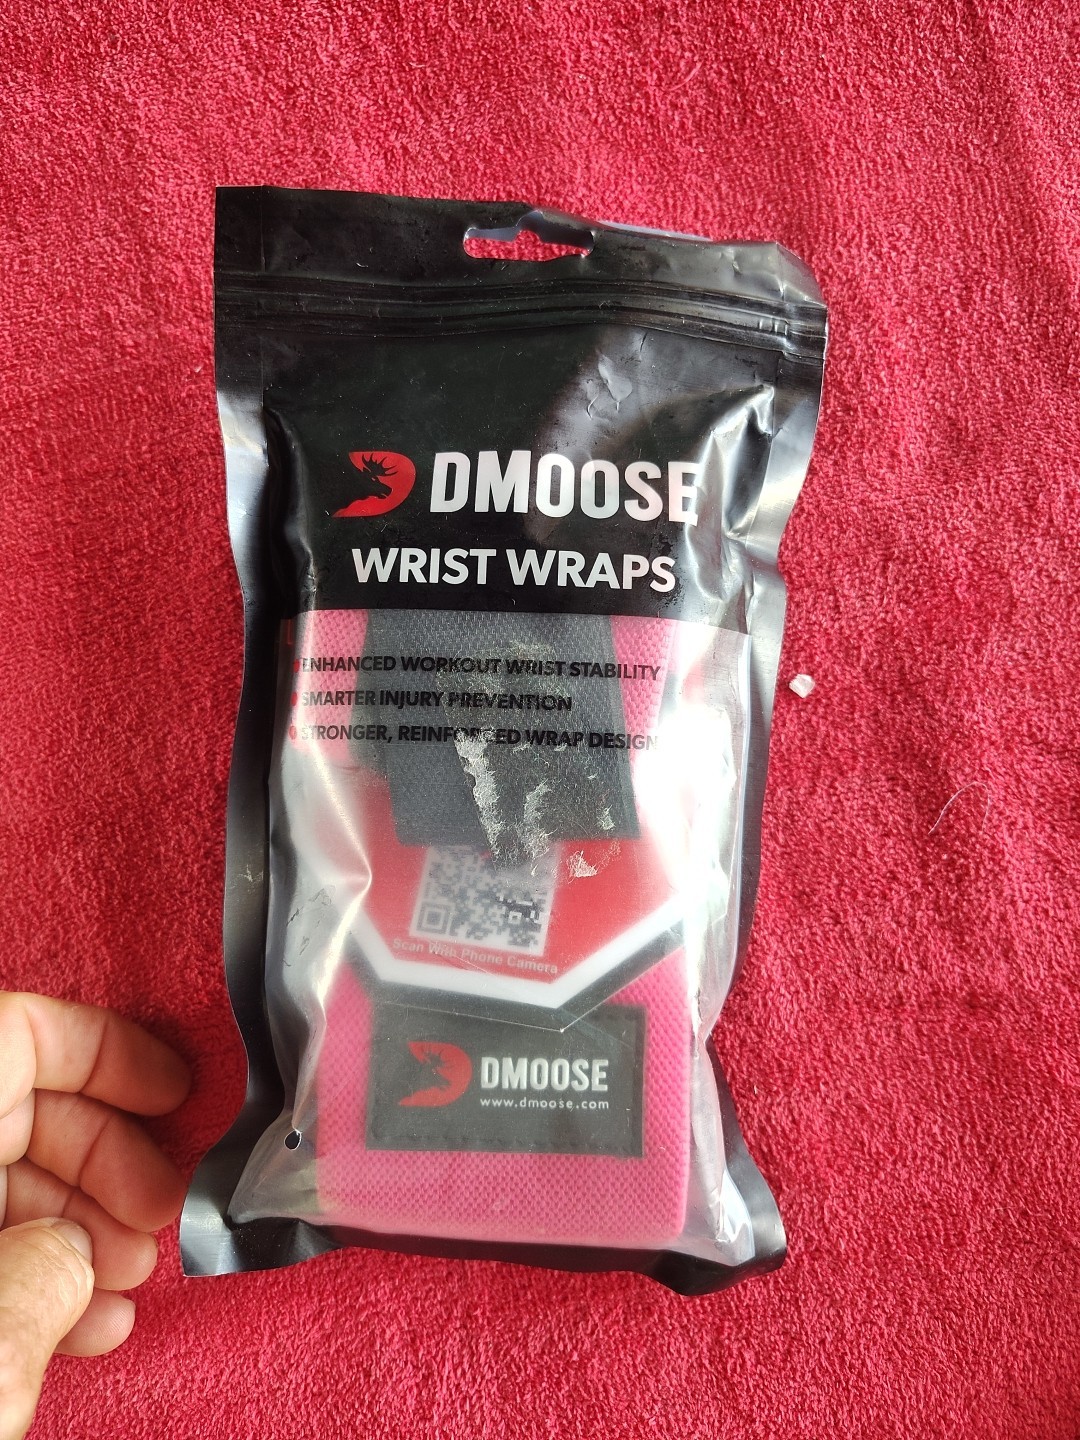 DMOOSE
WRIST WRAPS
ENHANCED WORKOUT WRIST STABILITY
SMARTER INJURY PREVENTION
STRONGER, REINFORCED WRAP DESIGN
Scan With Phone Camera
DMOOSE
www.dmoose.com